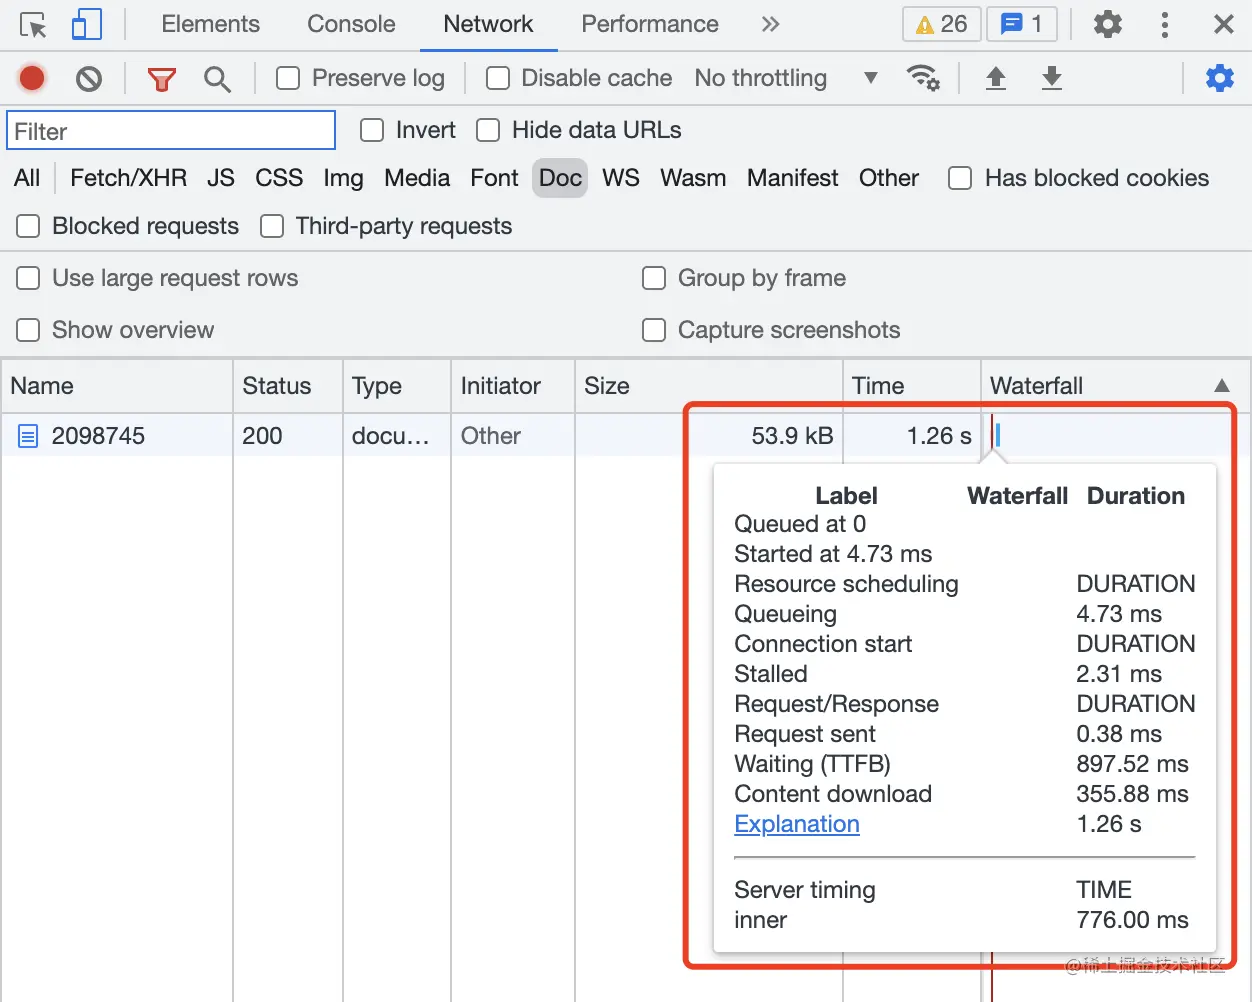 Elements Console Network Performance » 26 1
Preserve log Disable cache No throttling
Filter Invert Hide data URLs
All Fetch/XHR JS CSS Img Media Font Doc WS Wasm Manifest Other Has blocked cookies
Blocked requests Third-party requests
Use large request rows Group by frame
Show overview Capture screenshots
Name Status Type Initiator Size Time Waterfall
2098745 200 docu... Other 53.9 kB 1.26 s
Label Waterfall Duration
Queued at 0
Started at 4.73 ms
Resource scheduling DURATION
Queueing 4.73 ms
Connection start DURATION
Stalled 2.31 ms
Request/Response DURATION
Request sent 0.38 ms
Waiting (TTFB) 897.52 ms
Content download 355.88 ms
Explanation 1.26 s
Server timing TIME
inner 776.00 ms
@稀土掘金技术社区